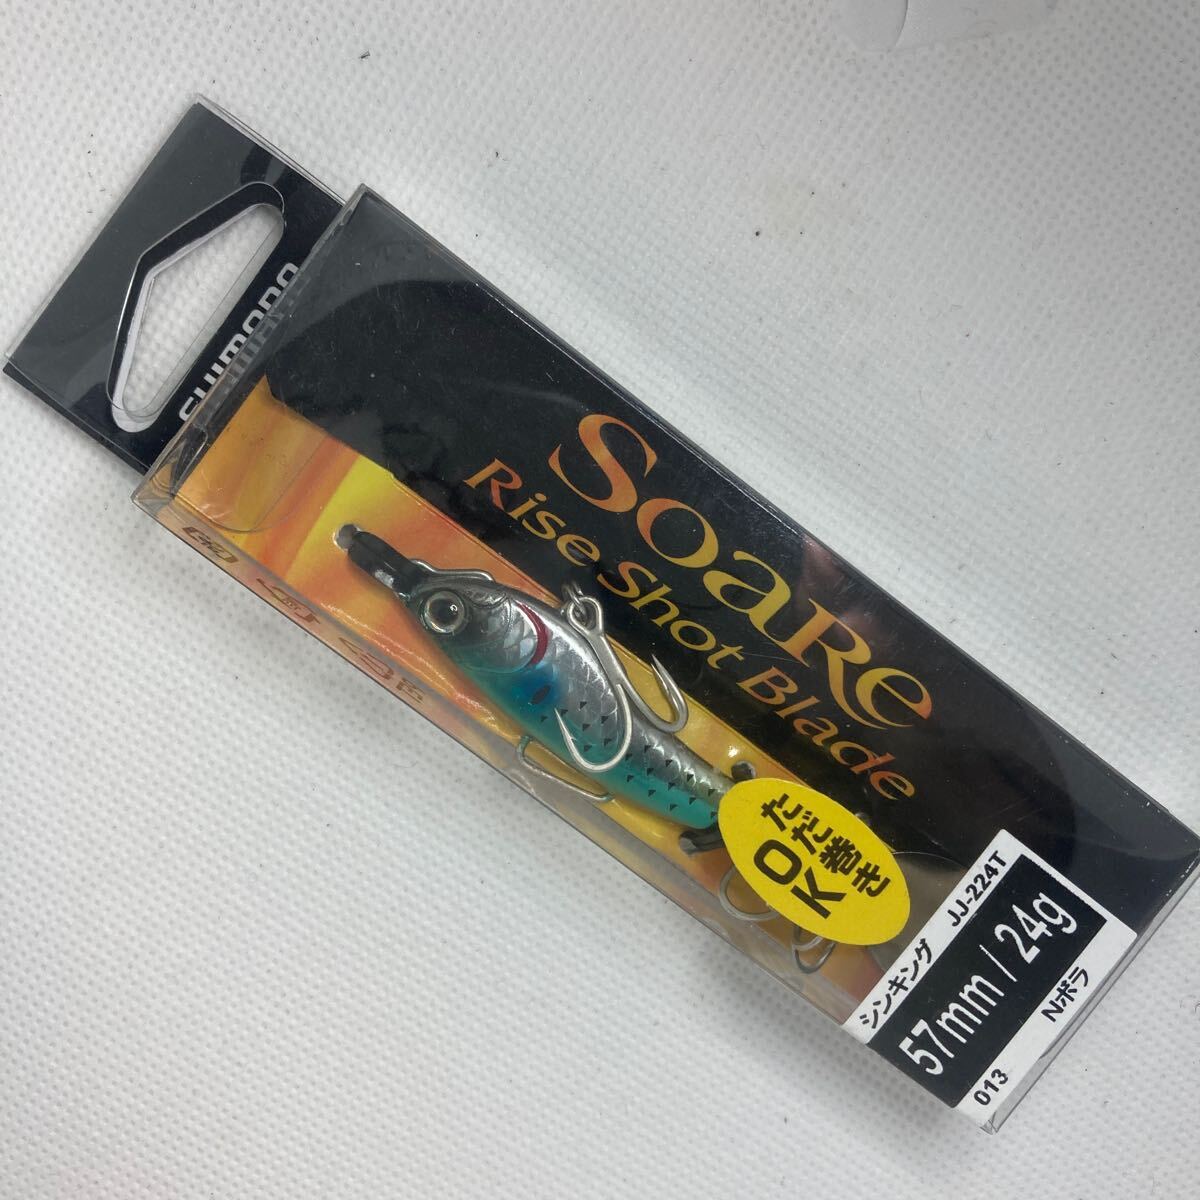 SHIMANO
SoaRe
Rise Shot Blade
ただ巻き
OK
シンキング JJ-224T
57mm / 24g
013 Nボラ